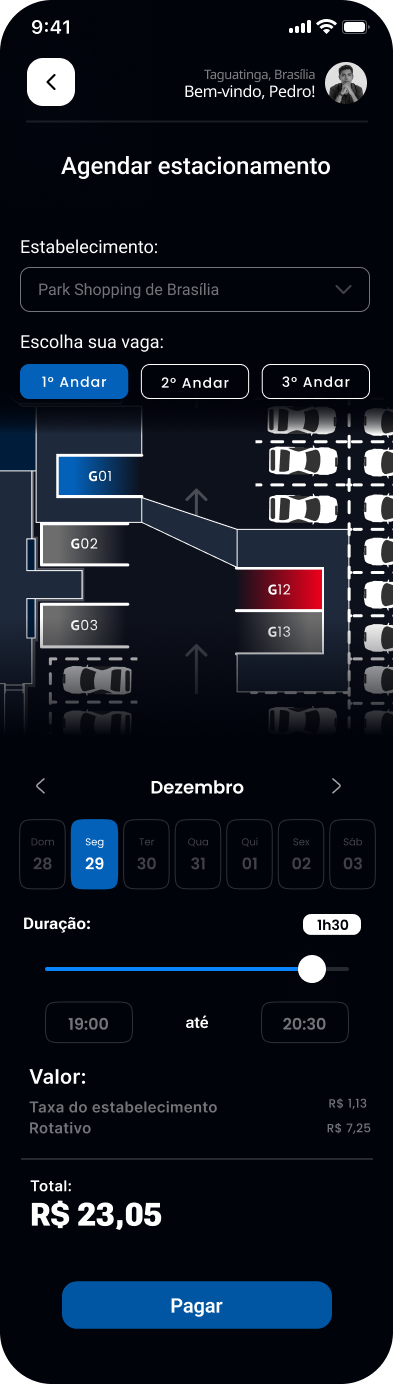 9:41
Taguatinga, Brasília
Bem-vindo, Pedro!
Agendar estacionamento
Estabelecimento:
Park Shopping de Brasília
Escolha sua vaga:
1º Andar 2º Andar 3º Andar
G01
G02
G12
G03
G13
Dezembro
Dom Seg Ter Qua Qui Sex Sáb
28 29 30 31 01 02 03
Duração: 1h30
19:00 até 20:30
Valor:
Taxa do estabelecimento R$ 1,13
Rotativo R$ 7,25
Total:
R$ 23,05
Pagar